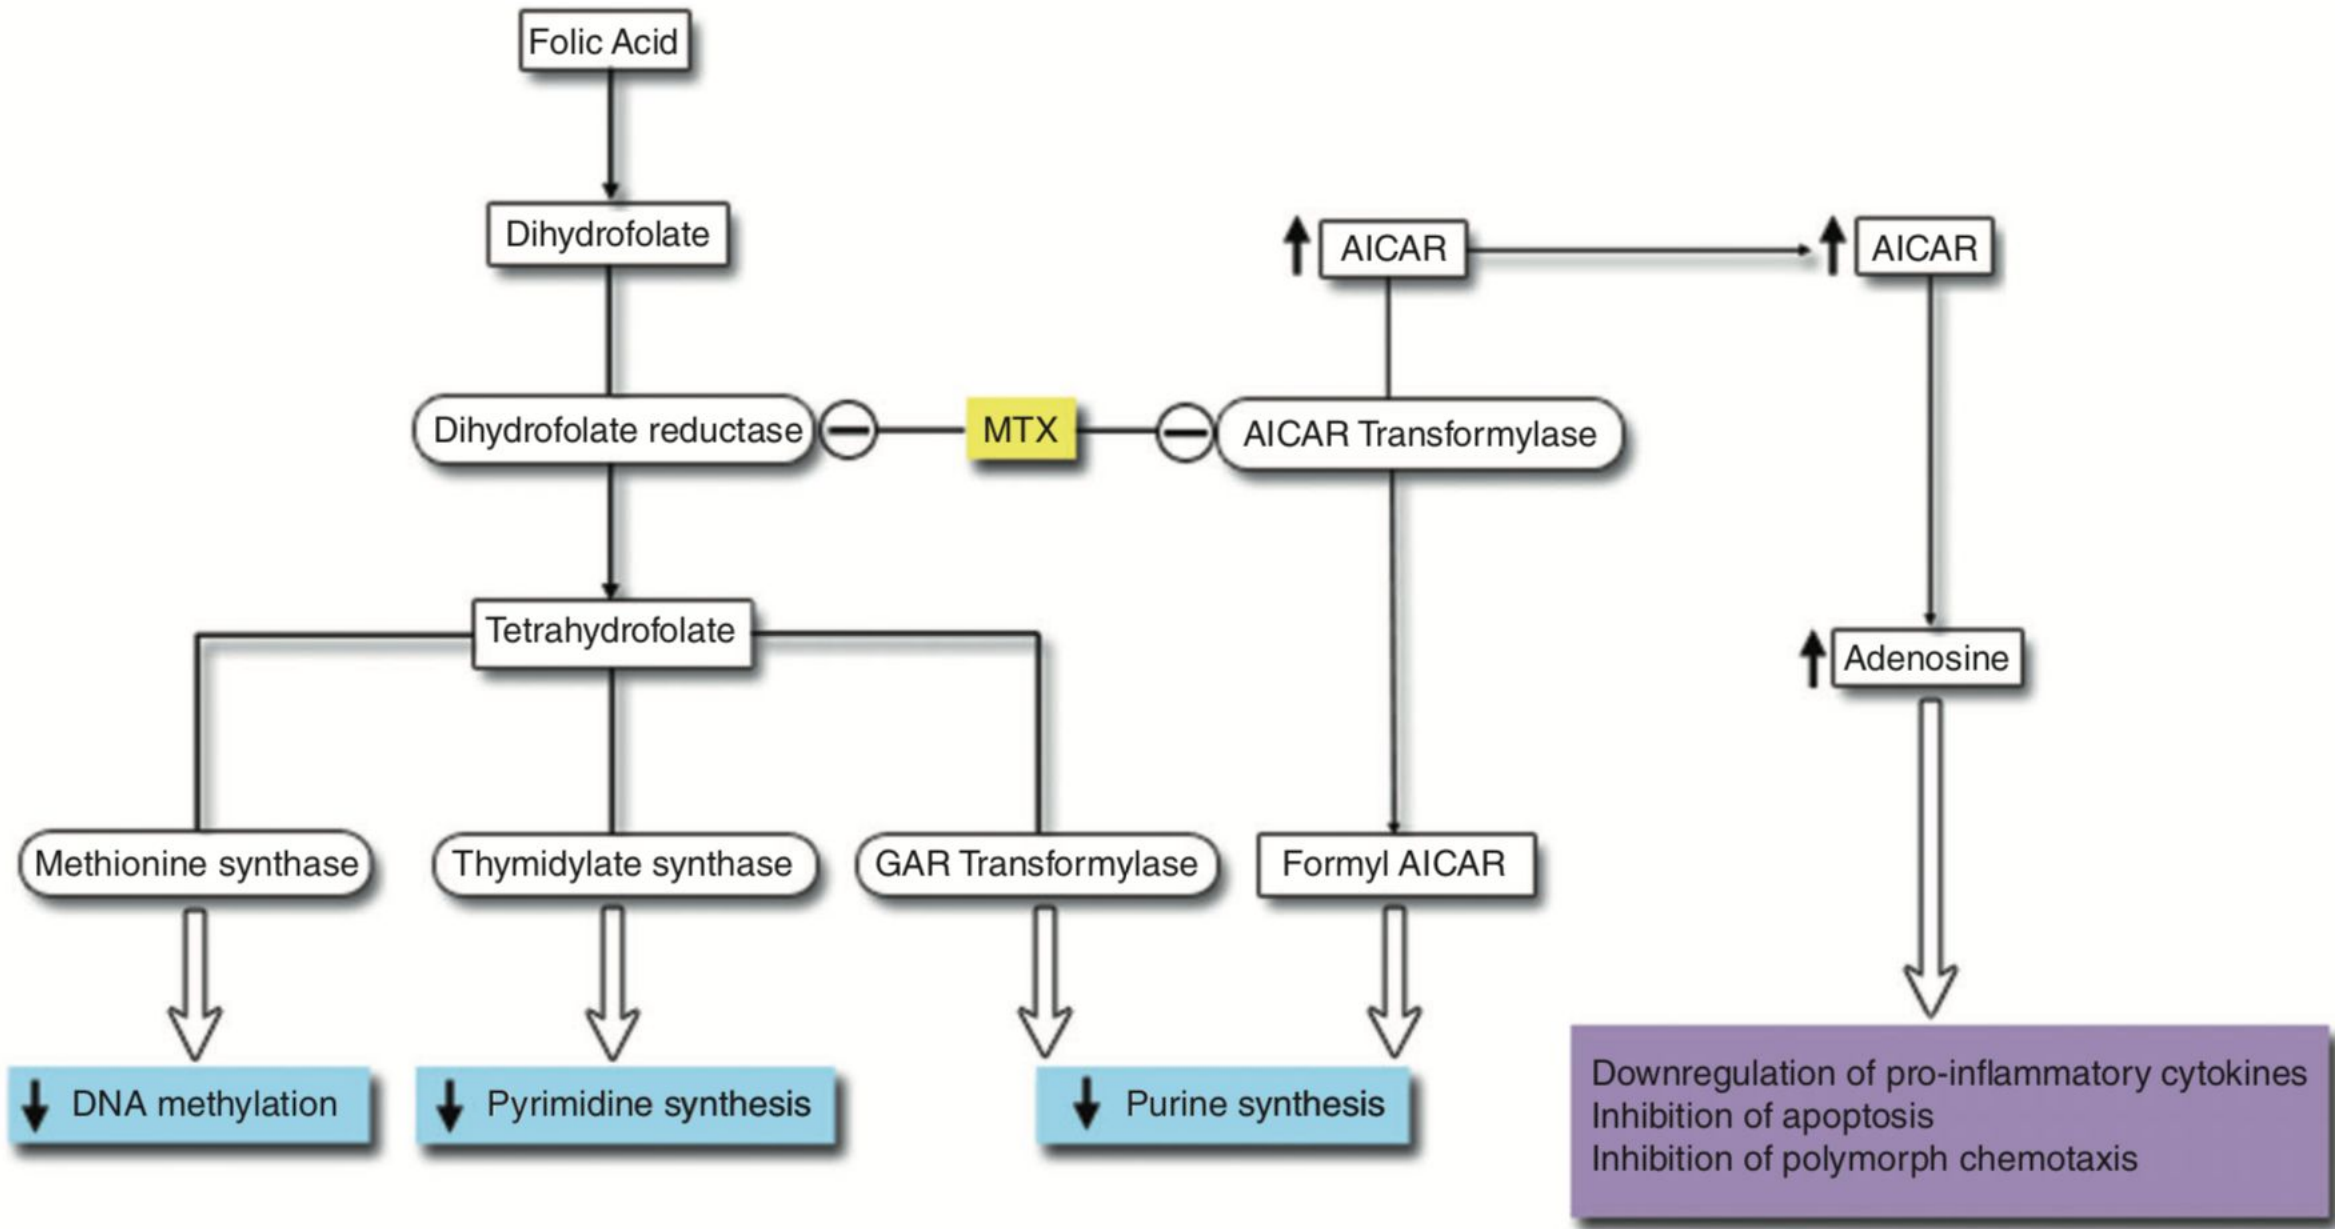 Folic Acid
Dihydrofolate
AICAR
AICAR
Dihydrofolate reductase
MTX
AICAR Transformylase
Tetrahydrofolate
Adenosine
Methionine synthase
Thymidylate synthase
GAR Transformylase
Formyl AICAR
DNA methylation
Pyrimidine synthesis
Purine synthesis
Downregulation of pro-inflammatory cytokines
Inhibition of apoptosis
Inhibition of polymorph chemotaxis